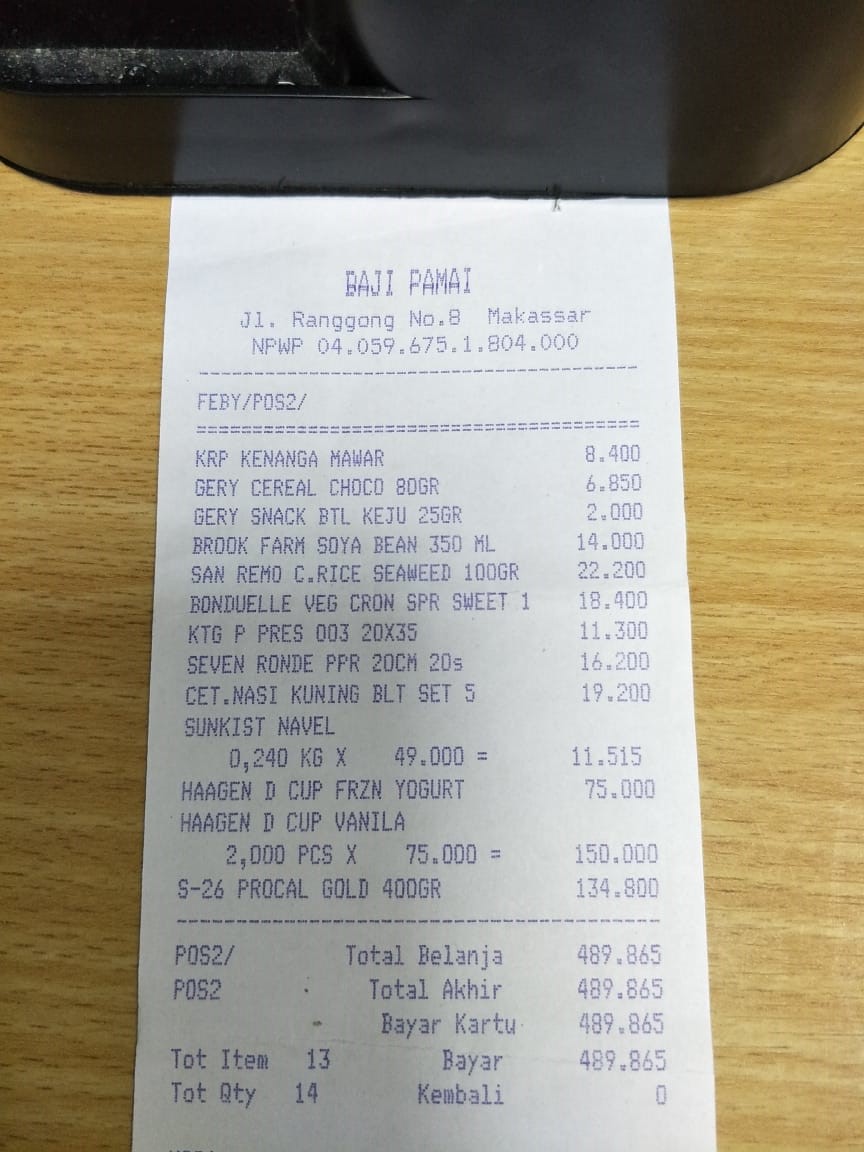 BAJI PAMAI
Jl. Ranggong No.8 Makassar
NPWP 04.059.675.1.804.000
FEBY/POS2/
KRP KENANGA MAWAR 8.400
GERY CEREAL CHOCO 80GR 6.850
GERY SNACK BTL KEJU 25GR 2.000
BROOK FARM SOYA BEAN 350 ML 14.000
SAN REMO C.RICE SEAWEED 100GR 22.200
BONDUELLE VEG CRON SPR SWEET 1 18.400
KTG P PRES 003 20X35 11.300
SEVEN RONDE PPR 20CM 20s 16.200
CET.NASI KUNING BLT SET 5 19.200
SUNKIST NAVEL
0,240 KG X 49.000 = 11.515
HAAGEN D CUP FRZN YOGURT 75.000
HAAGEN D CUP VANILA
2,000 PCS X 75.000 = 150.000
S-26 PROCAL GOLD 400GR 134.800
POS2/ Total Belanja 489.865
POS2 Total Akhir 489.865
Bayar Kartu 489.865
Tot Item 13 Bayar 489.865
Tot Qty 14 Kembali 0